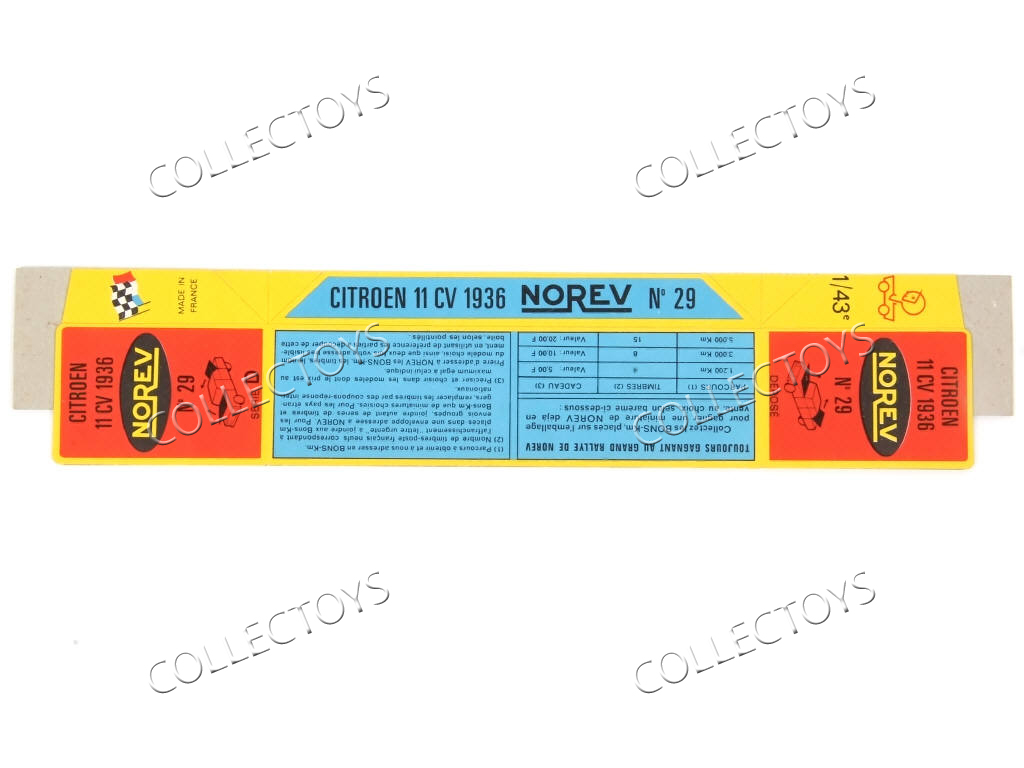 COLLECTOYS
COLLECTOYS
MADE IN
FRANCE
CITROEN 11 CV 1936 NOREV N° 29
1/43e
CITROEN
11 CV 1936
NOREV
N° 29
TOUJOURS GAGNANT AU GRAND RALLYE DE NOREV
Collectez les BONS-Km, placés sur l'emballage
pour gagner une miniature de NOREV déjà en
vente, au choix selon barème ci-dessous:
PARCOURS (1) TIMBRES (2) CADEAU (3)
1.200 Km Valeur 5,00 F
3.000 Km 8 Valeur 10,00 F
5.000 Km 15 Valeur 20,00 F
(1) Parcours à obtenir et à nous adresser en BONS-Km.
(2) Nombre de timbres-poste français neufs correspondant à
l'affranchissement "lettre urgente" à joindre aux BONS-Km
placés dans une enveloppe adressée à NOREV. Pour les
envois groupés, joindre autant de séries de timbres et
BONS-Km que de miniatures choisies. Pour les pays étran-
gers, remplacer les timbres par des coupons-réponse inter-
nationaux.
(3) Précisez et choisir dans les modèles dont le prix est au
maximum égal à celui indiqué.
Prière d'adresser à NOREV les BONS-Km, les timbres, le nom
du modèle choisi, ainsi que deux fois votre adresse
en utilisant de préférence la partie à découper de cette
boîte, selon les pointillés.
CITROEN
11 CV 1936
NOREV
N° 29
DÉPOSÉ
COLLECTOYS
COLLECTOYS
COLLECTOYS
COLLECTOYS